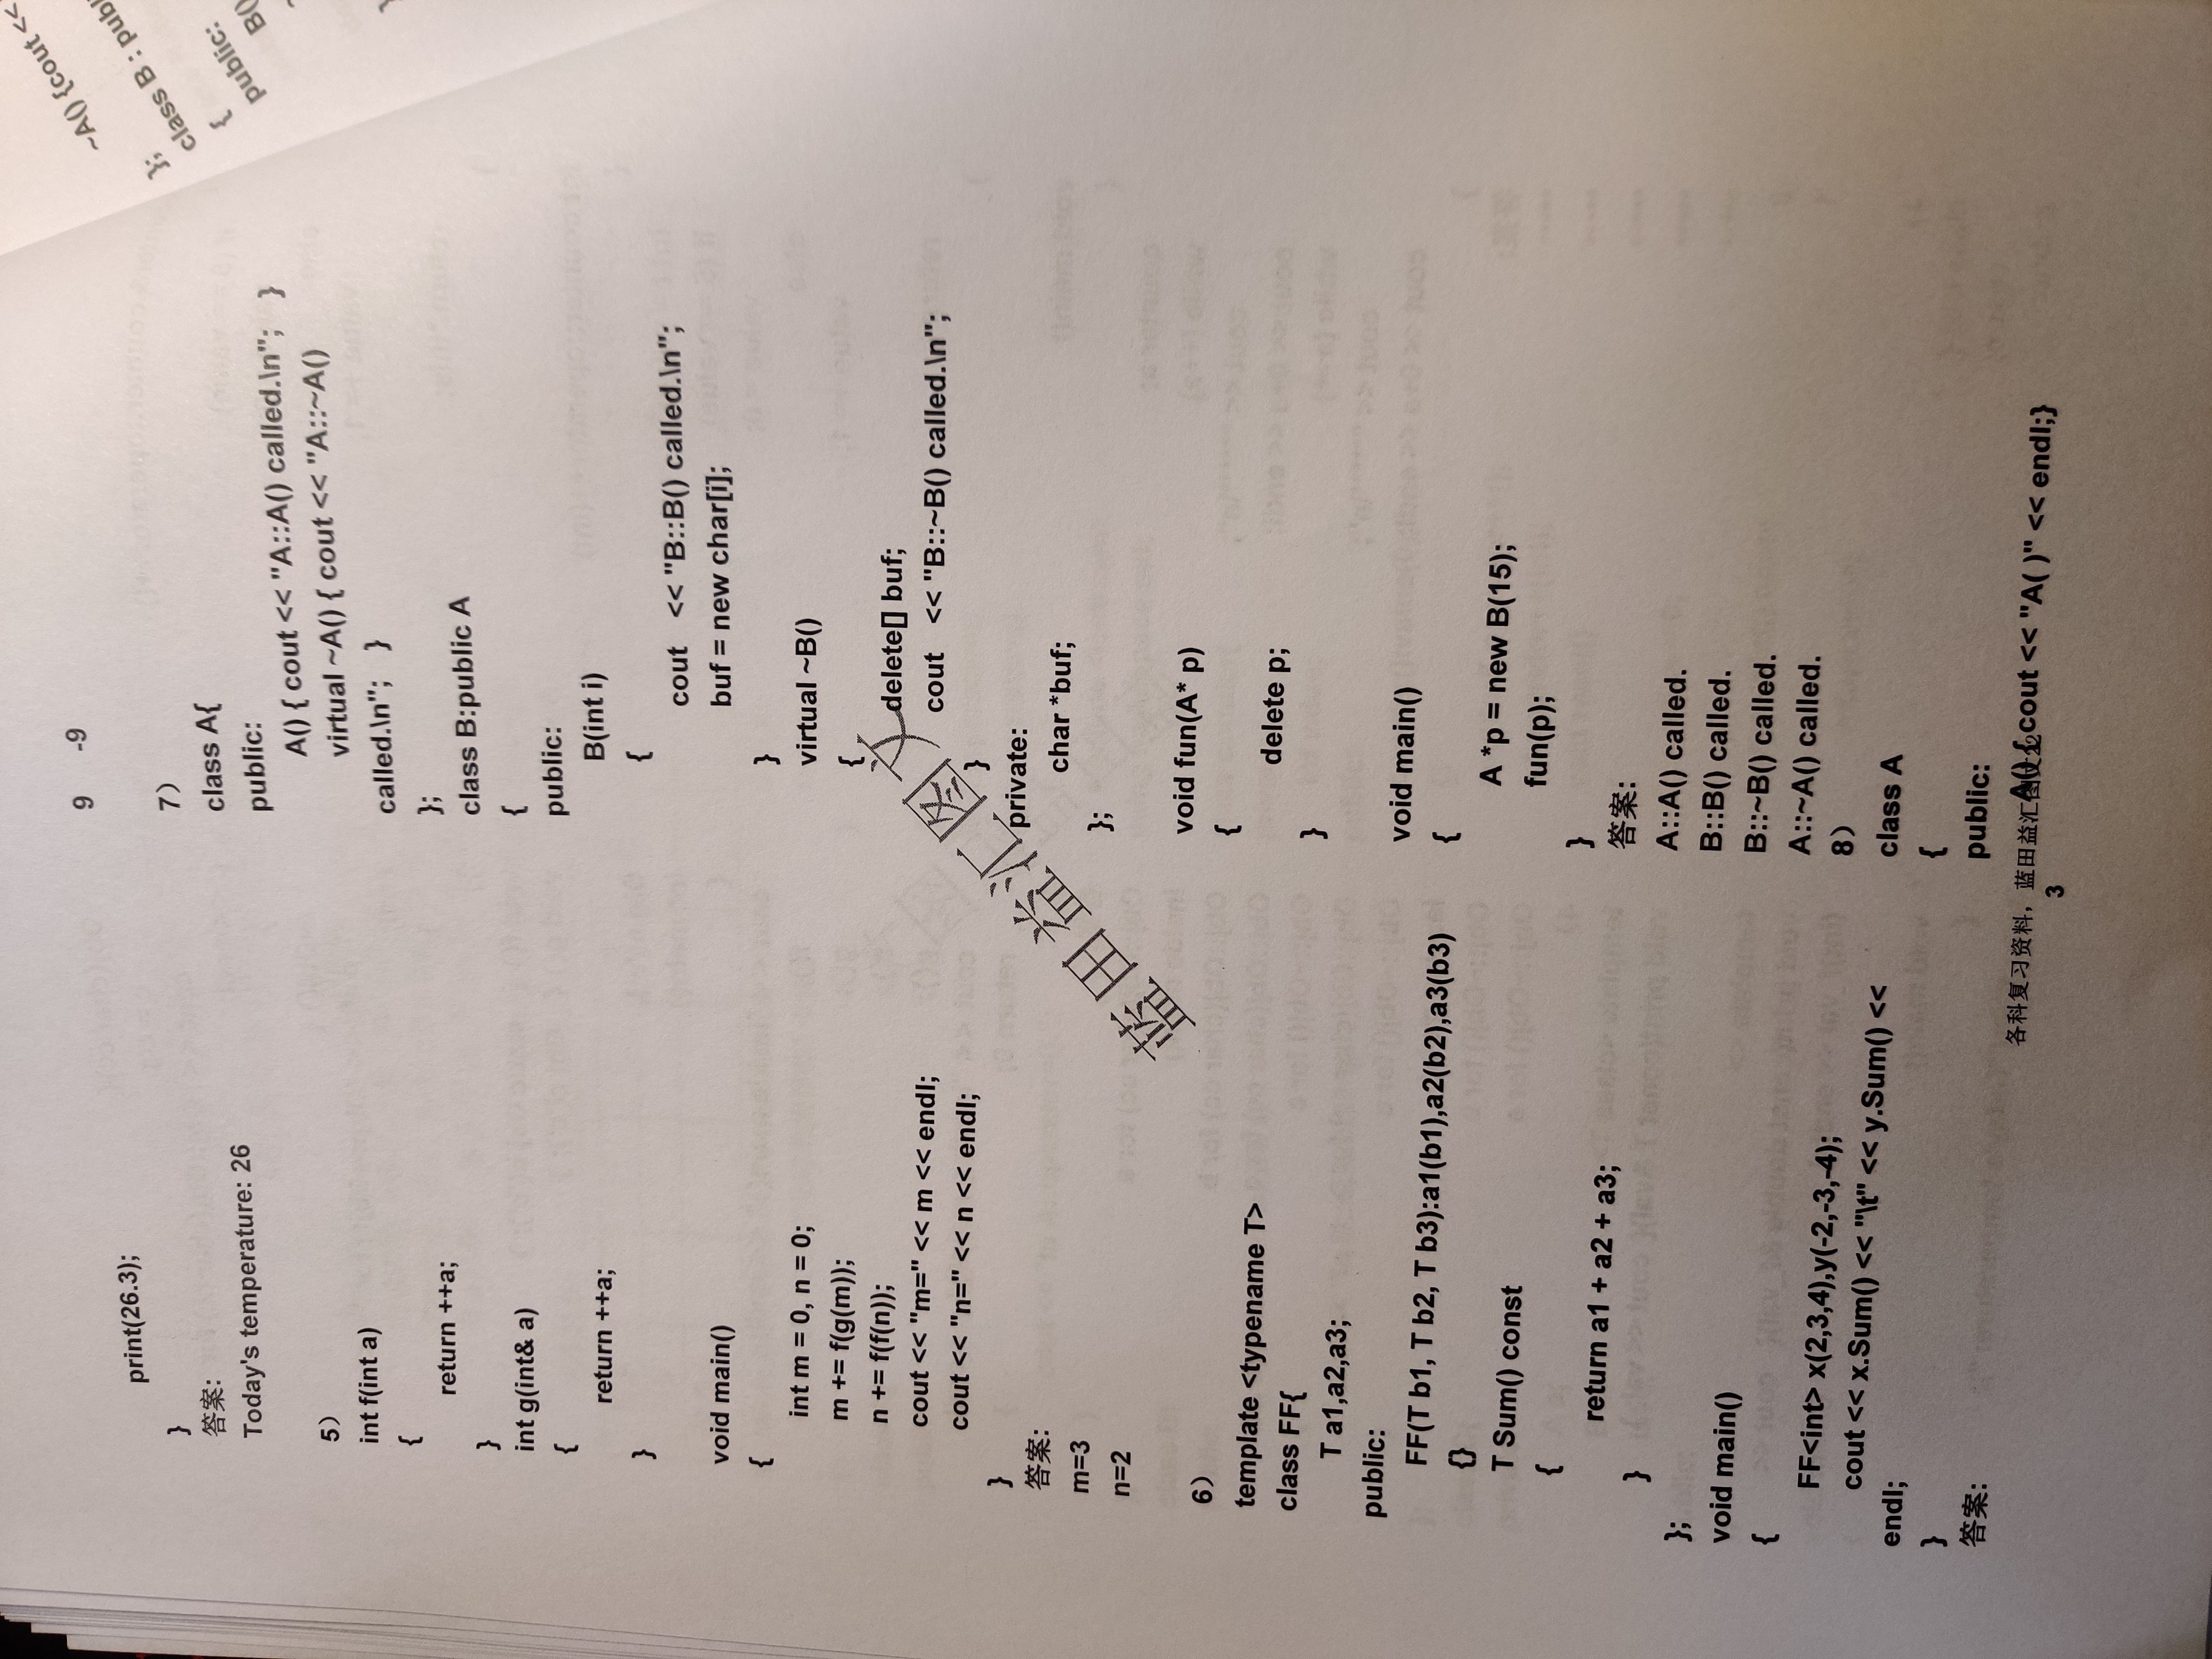 print(26.3);
}
答案:
Today's temperature: 26
5）
int f(int a)
{
return ++a;
}
int g(int& a)
{
return ++a;
}
void main()
{
int m = 0, n = 0;
m += f(g(m));
n += f(f(n));
cout << "m=" << m << endl;
cout << "n=" << n << endl;
}
答案:
m=3
n=2
6）
template <typename T>
class FF{
T a1,a2,a3;
public:
FF(T b1, T b2, T b3):a1(b1),a2(b2),a3(b3)
{}
T Sum() const
{
return a1 + a2 + a3;
}
};
void main()
{
FF<int> x(2,3,4),y(-2,-3,-4);
cout << x.Sum() << "\t" << y.Sum() <<
endl;
}
答案:
9 -9
7）
class A{
public:
A() { cout << "A::A() called.\n"; }
virtual ~A() { cout << "A::~A()
called.\n"; }
};
class B:public A
{
public:
B(int i)
{
cout << "B::B() called.\n";
buf = new char[i];
}
virtual ~B()
{
delete[] buf;
cout << "B::~B() called.\n";
}
private:
char *buf;
};
void fun(A* p)
{
delete p;
}
void main()
{
A *p = new B(15);
fun(p);
}
答案:
A::A() called.
B::B() called.
B::~B() called.
A::~A() called.
8）
class A
{
public:
A() { cout << "A( )" << endl;}
蓝田益汇图文
各科复习资料，蓝田益汇图文
3
~A() {cout <<
};
class B : publi
{
public:
B()
}